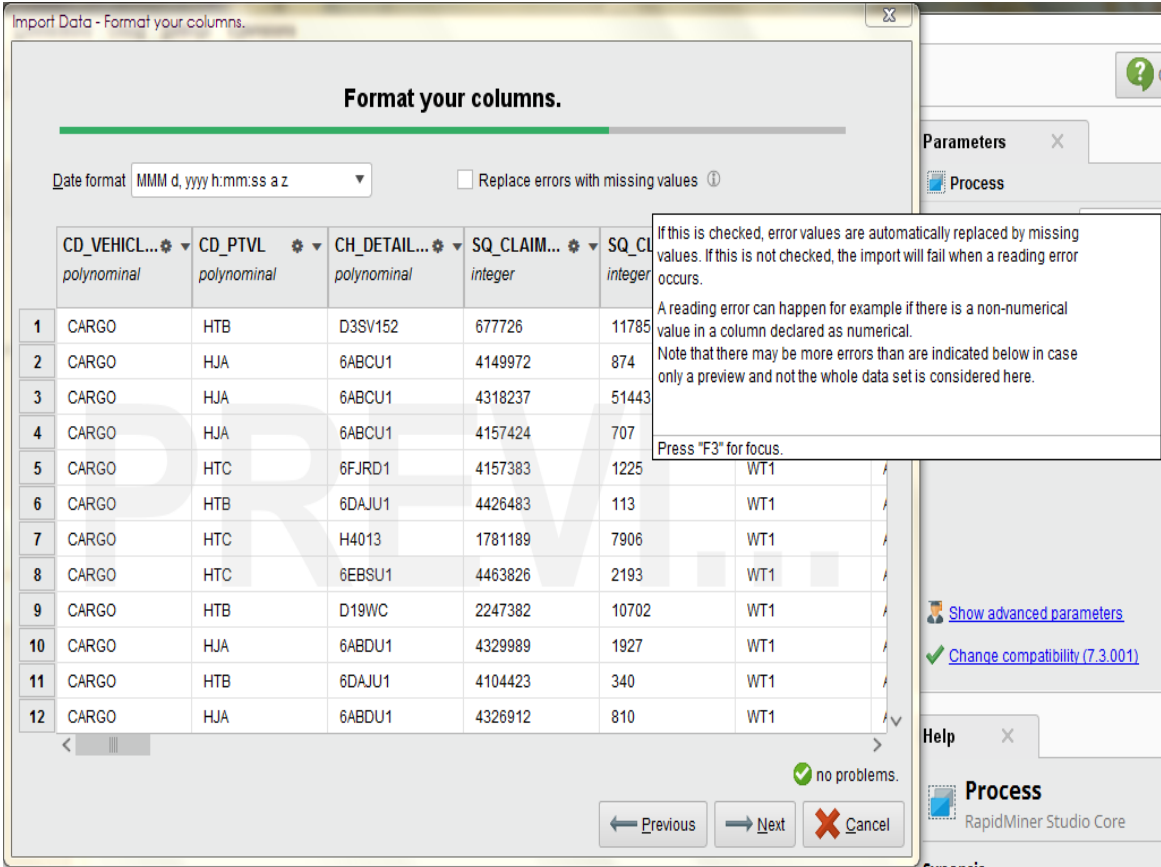 Import Data - Format your columns.
Format your columns.
Date format MMM d, yyyy h:mm:ss a z
Replace errors with missing values
CD_VEHICL... CD_PTVL CH_DETAIL... SQ_CLAIM... SQ_CL
polynominal polynominal polynominal integer integer
1 CARGO HTB D3SV152 677726 11785
2 CARGO HJA 6ABCU1 4149972 874
3 CARGO HJA 6ABCU1 4318237 51443
4 CARGO HJA 6ABCU1 4157424 707
5 CARGO HTC 6FJRD1 4157383 1225 WT1
6 CARGO HTB 6DAJU1 4426483 113 WT1
7 CARGO HTC H4013 1781189 7906 WT1
8 CARGO HTC 6EBSU1 4463826 2193 WT1
9 CARGO HTB D19WC 2247382 10702 WT1
10 CARGO HJA 6ABDU1 4329989 1927 WT1
11 CARGO HTB 6DAJU1 4104423 340 WT1
12 CARGO HJA 6ABDU1 4326912 810 WT1
PREVI...
no problems.
Previous Next Cancel
If this is checked, error values are automatically replaced by missing
values. If this is not checked, the import will fail when a reading error
occurs.
A reading error can happen for example if there is a non-numerical
value in a column declared as numerical.
Note that there may be more errors than are indicated below in case
only a preview and not the whole data set is considered here.
Press "F3" for focus.
Parameters
Process
Show advanced parameters
Change compatibility (7.3.001)
Help
Process
RapidMiner Studio Core